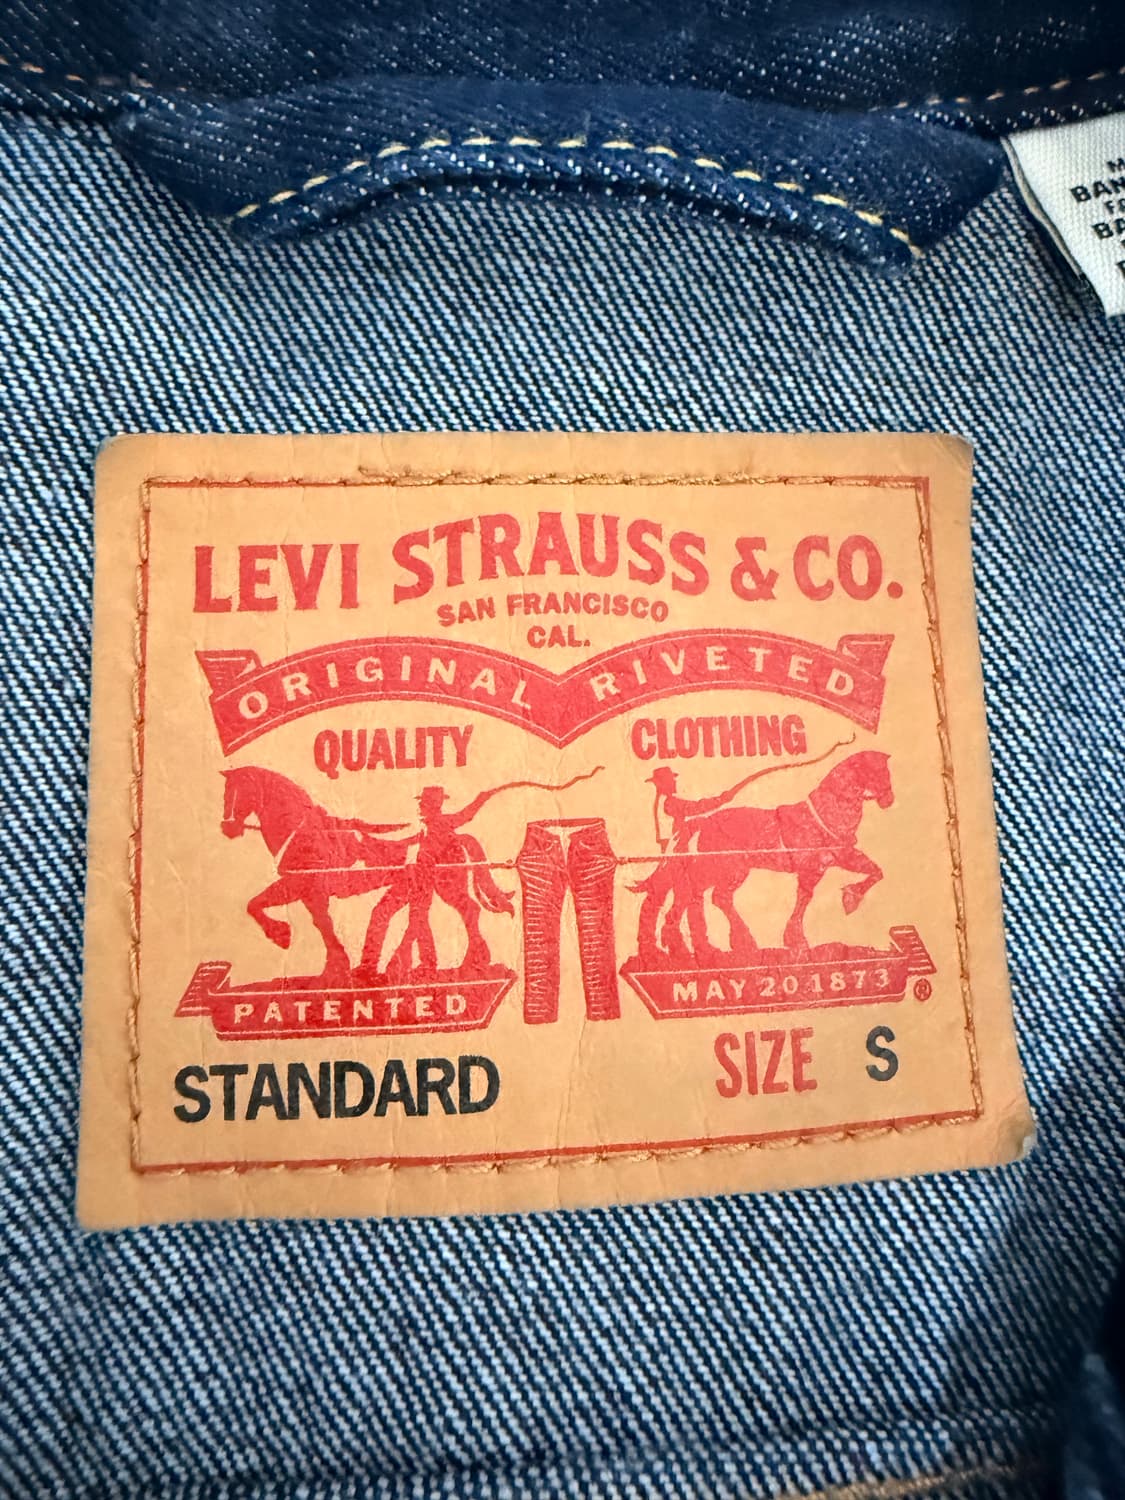 LEVI STRAUSS & CO.
SAN FRANCISCO
CAL.
ORIGINAL RIVETED
QUALITY CLOTHING
PATENTED MAY 20 1873 ®
STANDARD SIZE S